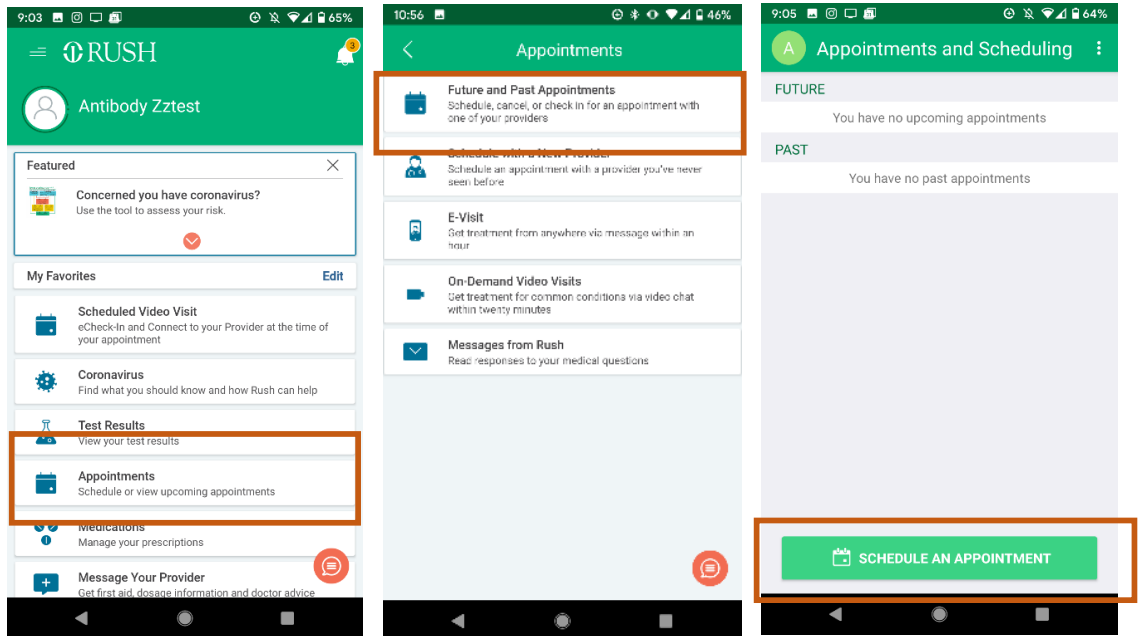 9:03
65%
RUSH
3
Antibody Zztest
Featured
Concerned you have coronavirus?
Use the tool to assess your risk.
My Favorites
Edit
Scheduled Video Visit
eCheck-In and Connect to your Provider at the time of
your appointment
Coronavirus
Find what you should know and how Rush can help
Test Results
View your test results
Appointments
Schedule or view upcoming appointments
Medications
Manage your prescriptions
Message Your Provider
Get first aid, dosage information and doctor advice
10:56
46%
Appointments
Future and Past Appointments
Schedule, cancel, or check in for an appointment with
one of your providers
Schedule with a New Provider
Schedule an appointment with a provider you've never
seen before
E-Visit
Get treatment from anywhere via message within an
hour
On-Demand Video Visits
Get treatment for common conditions via video chat
within twenty minutes
Messages from Rush
Read responses to your medical questions
9:05
64%
A
Appointments and Scheduling
FUTURE
You have no upcoming appointments
PAST
You have no past appointments
SCHEDULE AN APPOINTMENT